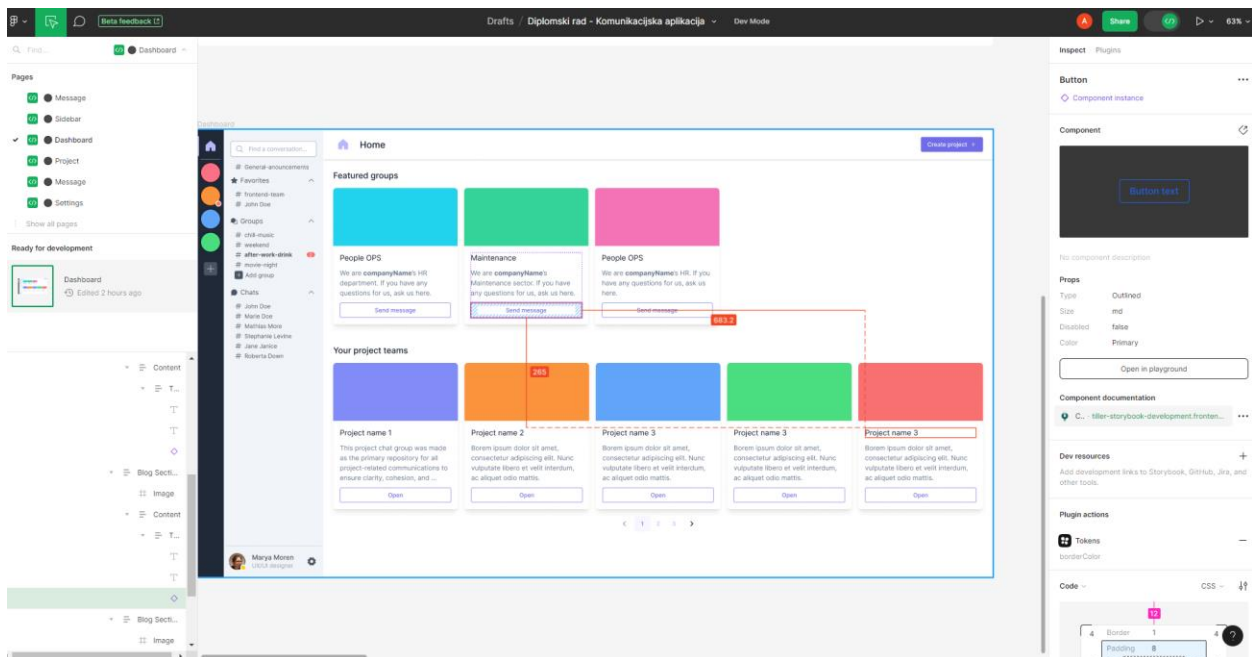 Beta feedback
Drafts / Diplomski rad - Komunikacijska aplikacija
Dev Mode
A
Share
63%
Find...
Dashboard
Pages
Message
Sidebar
Dashboard
Project
Message
Settings
Show all pages
Ready for development
Dashboard
Edited 2 hours ago
Content
T...
Blog Secti...
Image
Content
T...
Blog Secti...
Image
Dashboard
Find a conversation...
# General-anouncements
Favorites
# frontend-team
# John Doe
Groups
# chill-music
# weekend
# after-work-drink
# movie-night
Add group
Chats
# John Doe
# Marie Doe
# Mathias More
# Stephanie Levine
# Jane Janice
# Roberta Down
Marya Moren
UX/UI designer
Home
Create project +
Featured groups
People OPS
We are companyName's HR
department. If you have any
questions for us, ask us here.
Send message
Maintenance
We are companyName's
Maintenance sector. If you have
any questions for us, ask us here.
Send message
People OPS
We are companyName's HR. If you
have any questions for us, ask us
here.
Send message
683.2
265
Your project teams
Project name 1
This project chat group was made
as the primary repository for all
project-related communications to
ensure clarity, cohesion, and ...
Open
Project name 2
Borem ipsum dolor sit amet,
consectetur adipiscing elit. Nunc
vulputate libero et velit interdum,
ac aliquet odio mattis.
Open
Project name 3
Borem ipsum dolor sit amet,
consectetur adipiscing elit. Nunc
vulputate libero et velit interdum,
ac aliquet odio mattis.
Open
Project name 3
Borem ipsum dolor sit amet,
consectetur adipiscing elit. Nunc
vulputate libero et velit interdum,
ac aliquet odio mattis.
Open
Project name 3
Borem ipsum dolor sit amet,
consectetur adipiscing elit. Nunc
vulputate libero et velit interdum,
ac aliquet odio mattis.
Open
1
Inspect Plugins
Button
Component instance
Component
Button text
No component description
Props
Type Outlined
Size md
Disabled false
Color Primary
Open in playground
Component documentation
C... - tiller-storybook-development.fronten...
Dev resources
Add development links to Storybook, GitHub, Jira, and
other tools.
Plugin actions
Tokens
borderColor
Code CSS
12
4 Border 1 4
Padding 8
?